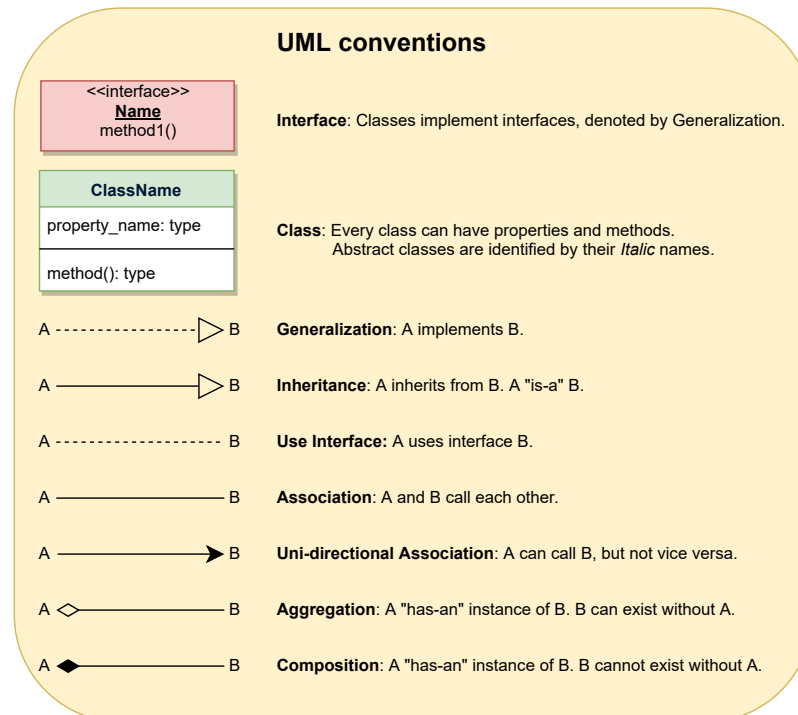 UML conventions
<<interface>>
Name
method1()
Interface: Classes implement interfaces, denoted by Generalization.
ClassName
property_name: type
method(): type
Class: Every class can have properties and methods.
Abstract classes are identified by their Italic names.
A B Generalization: A implements B.
A B Inheritance: A inherits from B. A "is-a" B.
A B Use Interface: A uses interface B.
A B Association: A and B call each other.
A B Uni-directional Association: A can call B, but not vice versa.
A B Aggregation: A "has-an" instance of B. B can exist without A.
A B Composition: A "has-an" instance of B. B cannot exist without A.